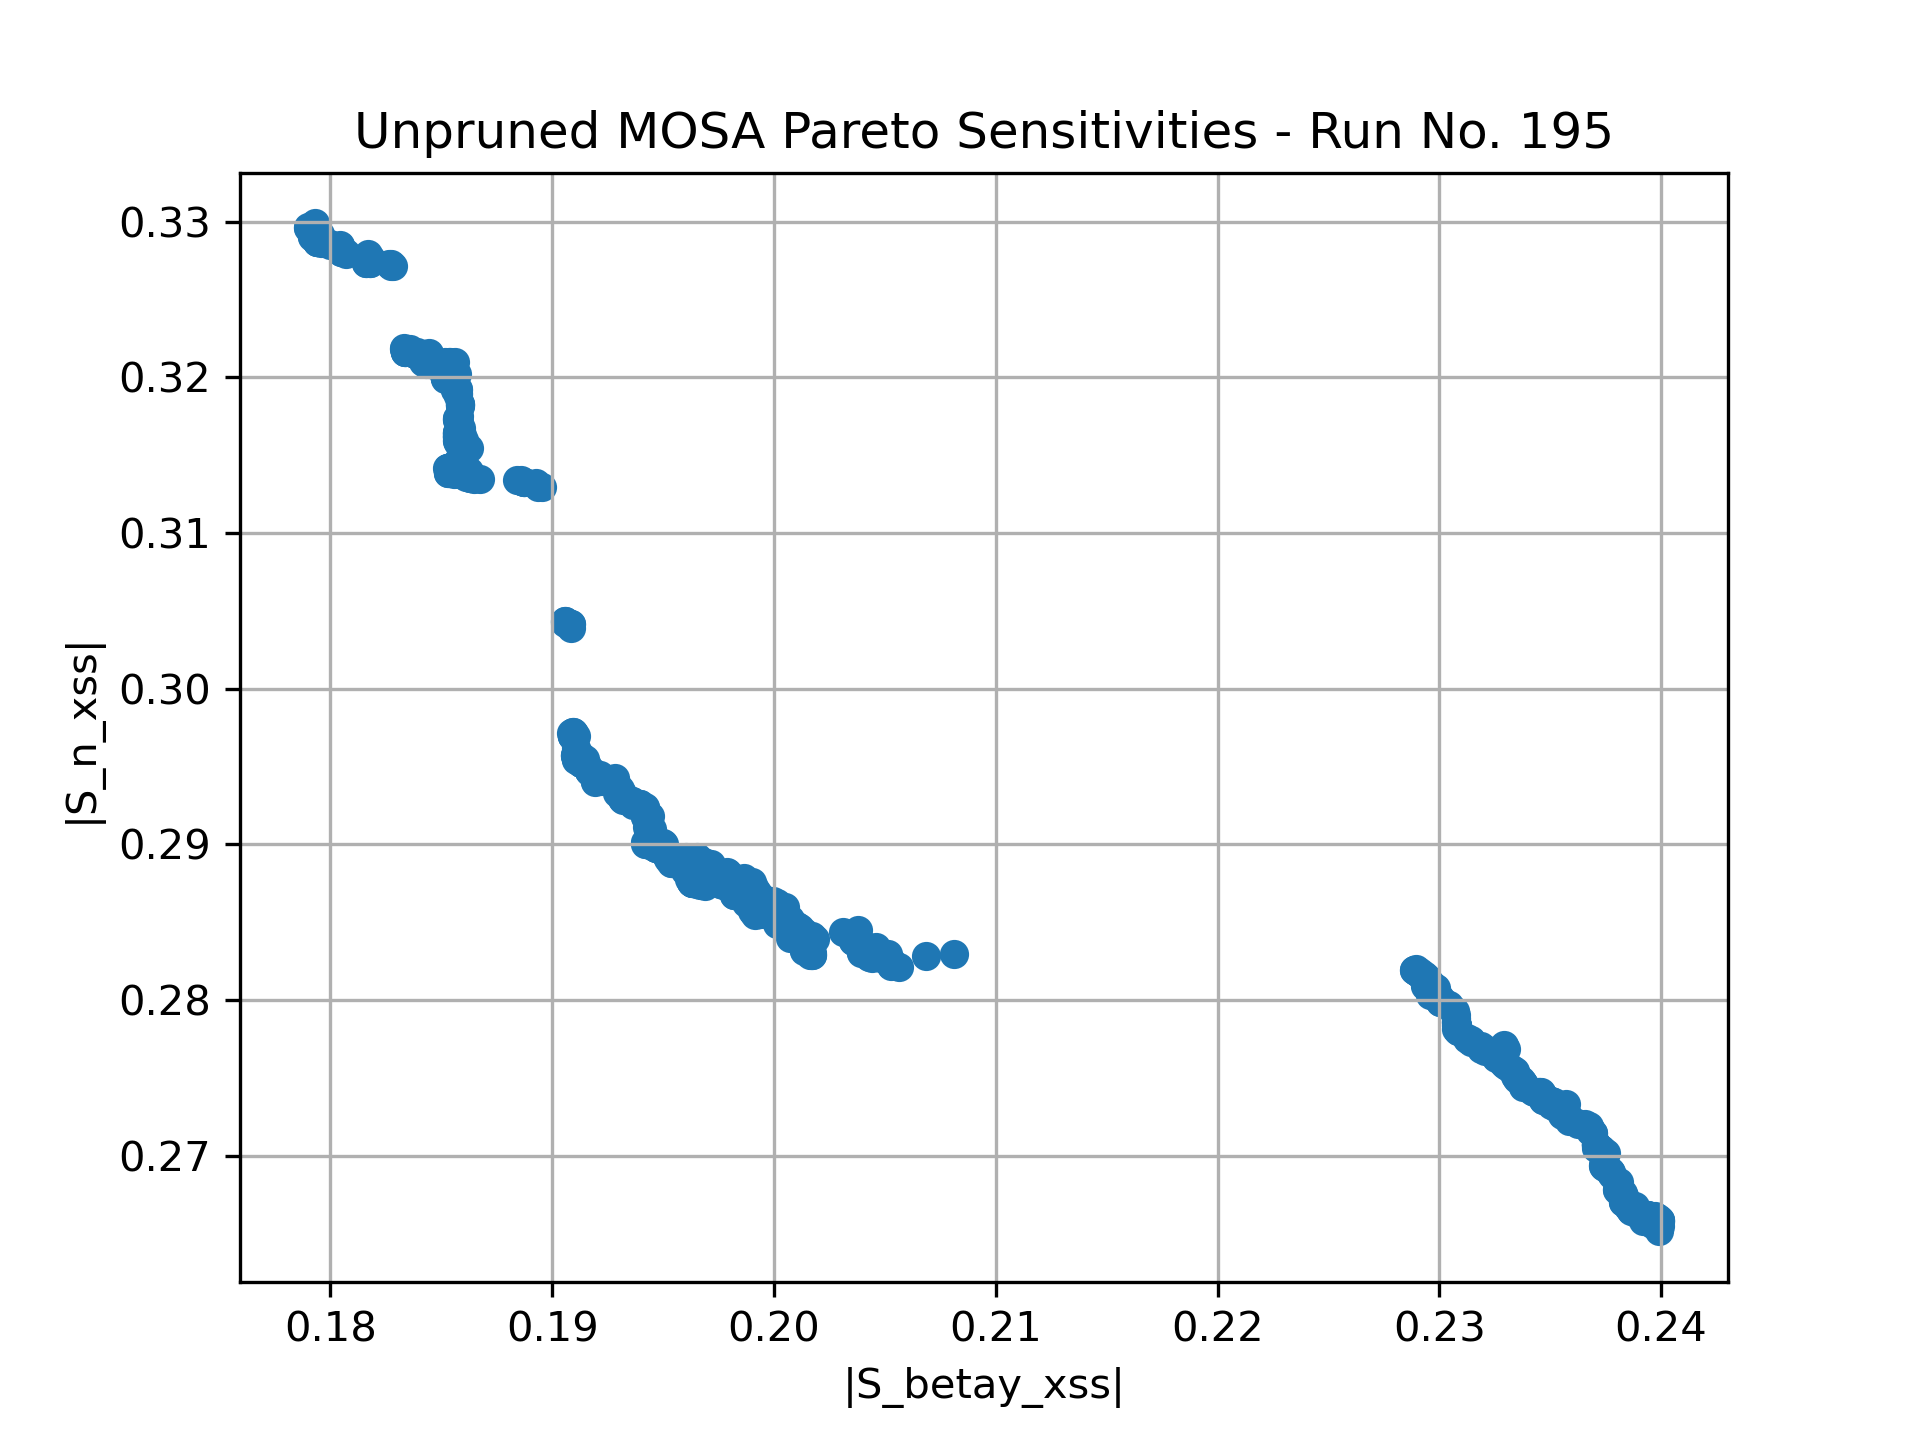 Unpruned MOSA Pareto Sensitivities - Run No. 195
0.33
0.32
0.31
0.30
0.29
0.28
0.27
|S_n_xss|
0.18 0.19 0.20 0.21 0.22 0.23 0.24
|S_betay_xss|